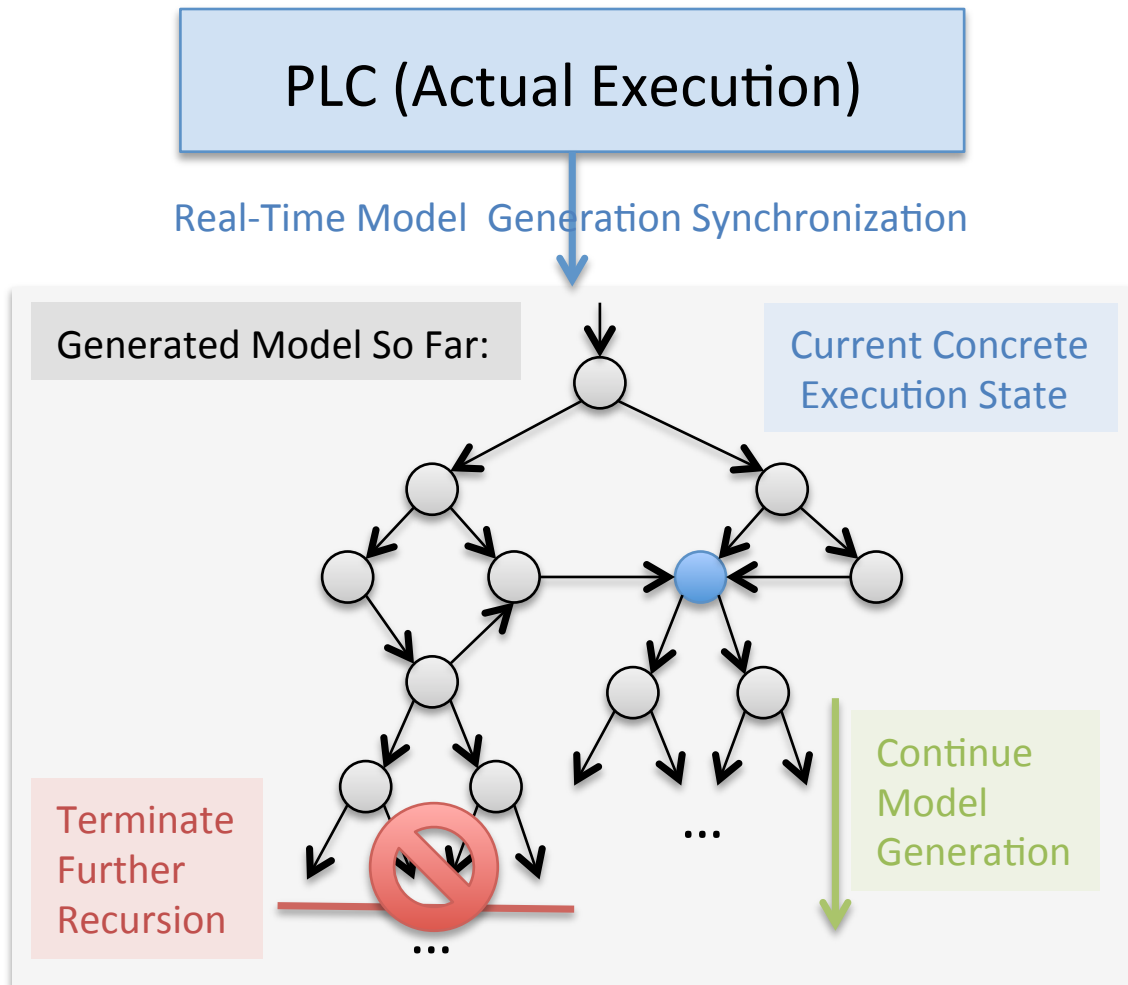 PLC (Actual Execution)
Real-Time Model Generation Synchronization
Generated Model So Far:
Current Concrete
Execution State
Continue
Model
Generation
...
Terminate
Further
Recursion
...